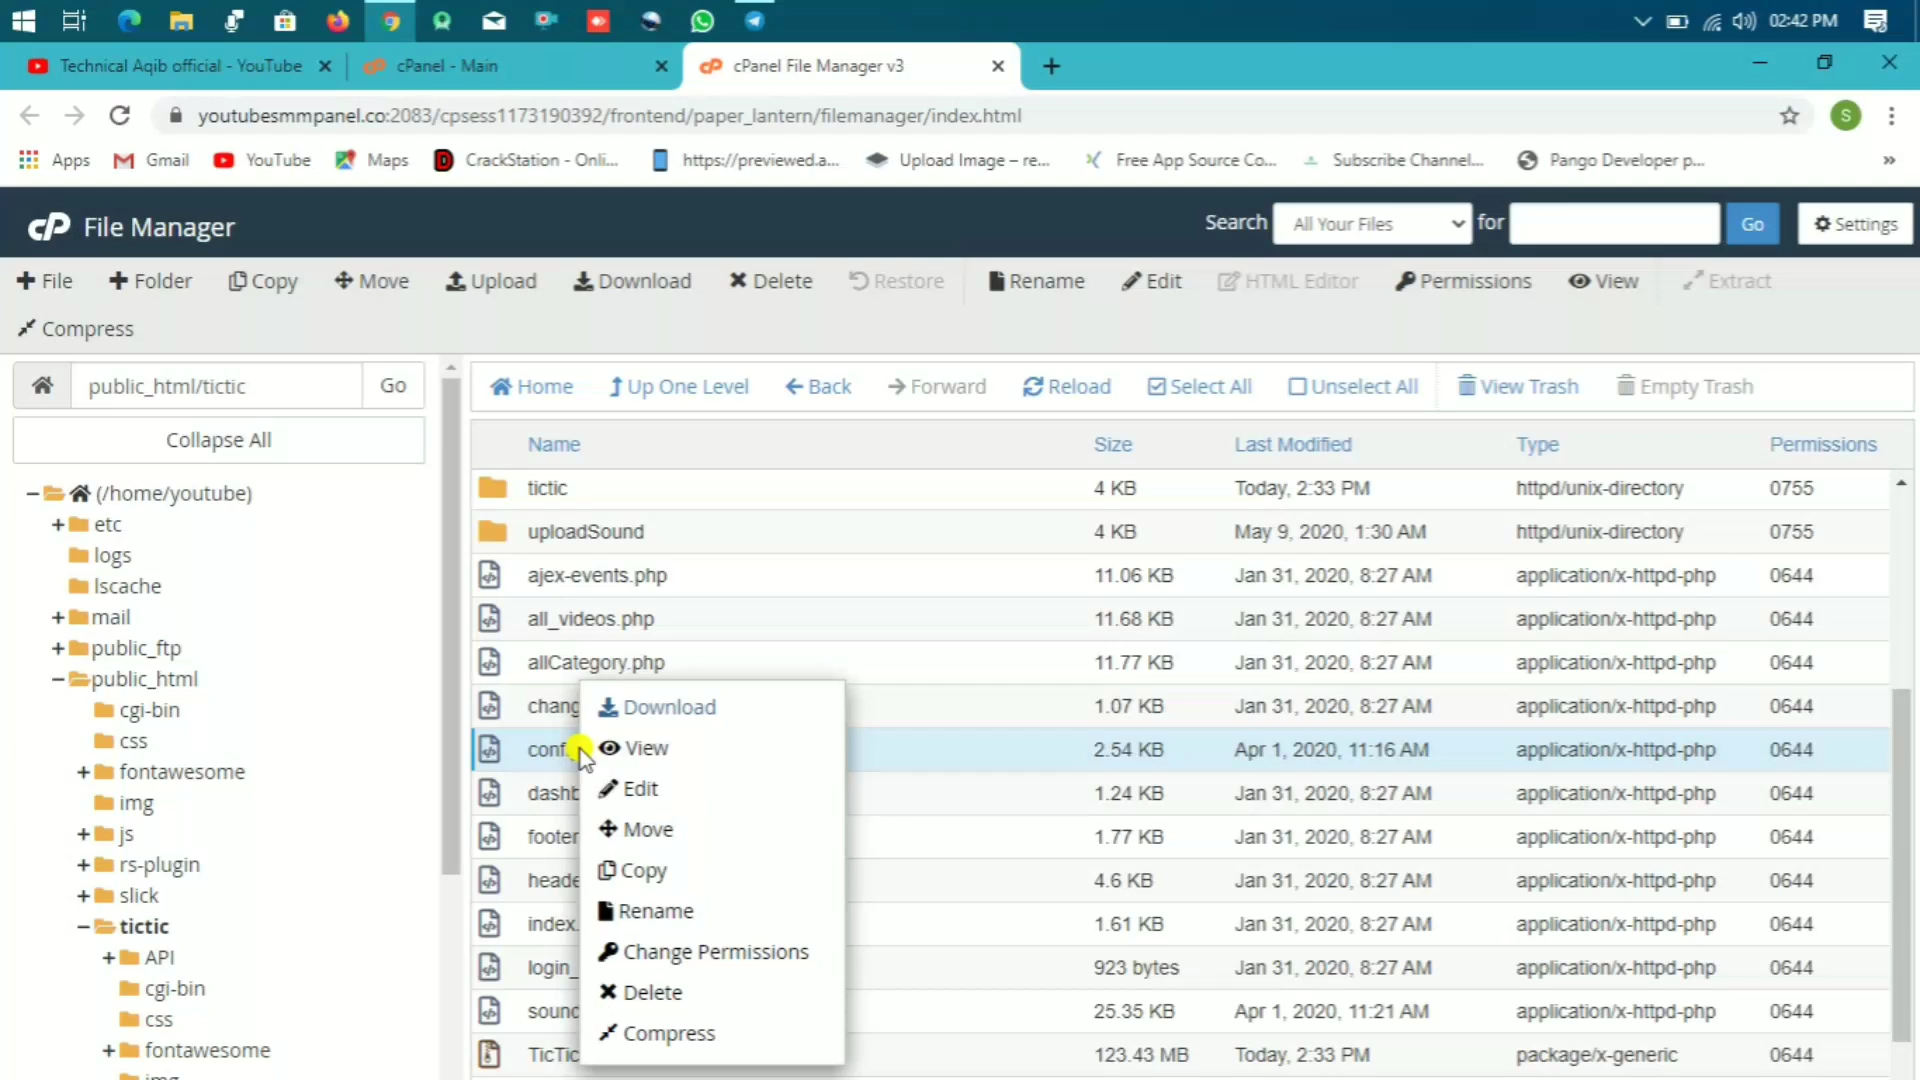 02:42 PM
Technical Aqib official - YouTube
cPanel - Main
cPanel File Manager v3
youtubesmmpanel.co:2083/cpsess1173190392/frontend/paper_lantern/filemanager/index.html
S
Apps
Gmail
YouTube
Maps
CrackStation - Onli...
https://previewed.a...
Upload Image – re...
Free App Source Co...
Subscribe Channel...
Pango Developer p...
»
cP File Manager
Search All Your Files for Go Settings
File Folder Copy Move Upload Download Delete Restore Rename Edit HTML Editor Permissions View Extract
Compress
public_html/tictic Go
Collapse All
(/home/youtube)
etc
logs
lscache
mail
public_ftp
public_html
cgi-bin
css
fontawesome
img
js
rs-plugin
slick
tictic
API
cgi-bin
css
fontawesome
Home Up One Level Back Forward Reload Select All Unselect All View Trash Empty Trash
Name Size Last Modified Type Permissions
tictic 4 KB Today, 2:33 PM httpd/unix-directory 0755
uploadSound 4 KB May 9, 2020, 1:30 AM httpd/unix-directory 0755
ajex-events.php 11.06 KB Jan 31, 2020, 8:27 AM application/x-httpd-php 0644
all_videos.php 11.68 KB Jan 31, 2020, 8:27 AM application/x-httpd-php 0644
allCategory.php 11.77 KB Jan 31, 2020, 8:27 AM application/x-httpd-php 0644
chang 1.07 KB Jan 31, 2020, 8:27 AM application/x-httpd-php 0644
conf 2.54 KB Apr 1, 2020, 11:16 AM application/x-httpd-php 0644
dashb 1.24 KB Jan 31, 2020, 8:27 AM application/x-httpd-php 0644
footer 1.77 KB Jan 31, 2020, 8:27 AM application/x-httpd-php 0644
heade 4.6 KB Jan 31, 2020, 8:27 AM application/x-httpd-php 0644
index. 1.61 KB Jan 31, 2020, 8:27 AM application/x-httpd-php 0644
login_ 923 bytes Jan 31, 2020, 8:27 AM application/x-httpd-php 0644
sound 25.35 KB Apr 1, 2020, 11:21 AM application/x-httpd-php 0644
TicTic 123.43 MB Today, 2:33 PM package/x-generic 0644
Download
View
Edit
Move
Copy
Rename
Change Permissions
Delete
Compress